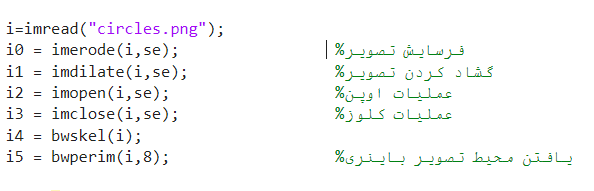 i=imread("circles.png");
i0 = imerode(i,se); %فرسایش تصویر
i1 = imdilate(i,se); %گشاد کردن تصویر
i2 = imopen(i,se); %عملیات اوپن
i3 = imclose(i,se); %عملیات کلوز
i4 = bwskel(i);
i5 = bwperim(i,8); %یافتن محیط تصویر باینری